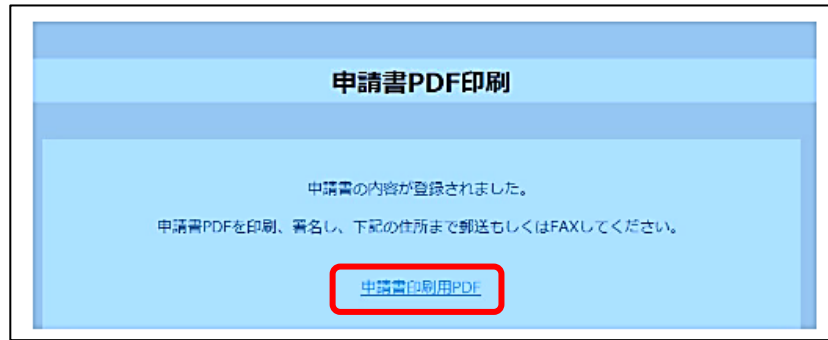 申請書PDF印刷
申請書の内容が登録されました。
申請書PDFを印刷、署名し、下記の住所まで郵送もしくはFAXしてください。
申請書印刷用PDF